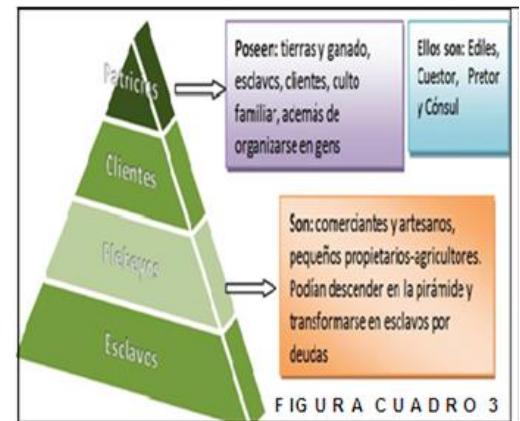 Patricios
Clientes
Plebeyos
Esclavos
Poseer: tierras y ganado,
esclavos, clientes, culto
familiar, además de
organizarse en gens
Ellos son: Ediles,
Cuestor, Pretor
y Cónsul
Son: comerciantes y artesanos,
pequeños propietarios-agricultores.
Podían descender en la pirámide y
transformarse en esclavos por
deudas
FIGURA CUADRO 3